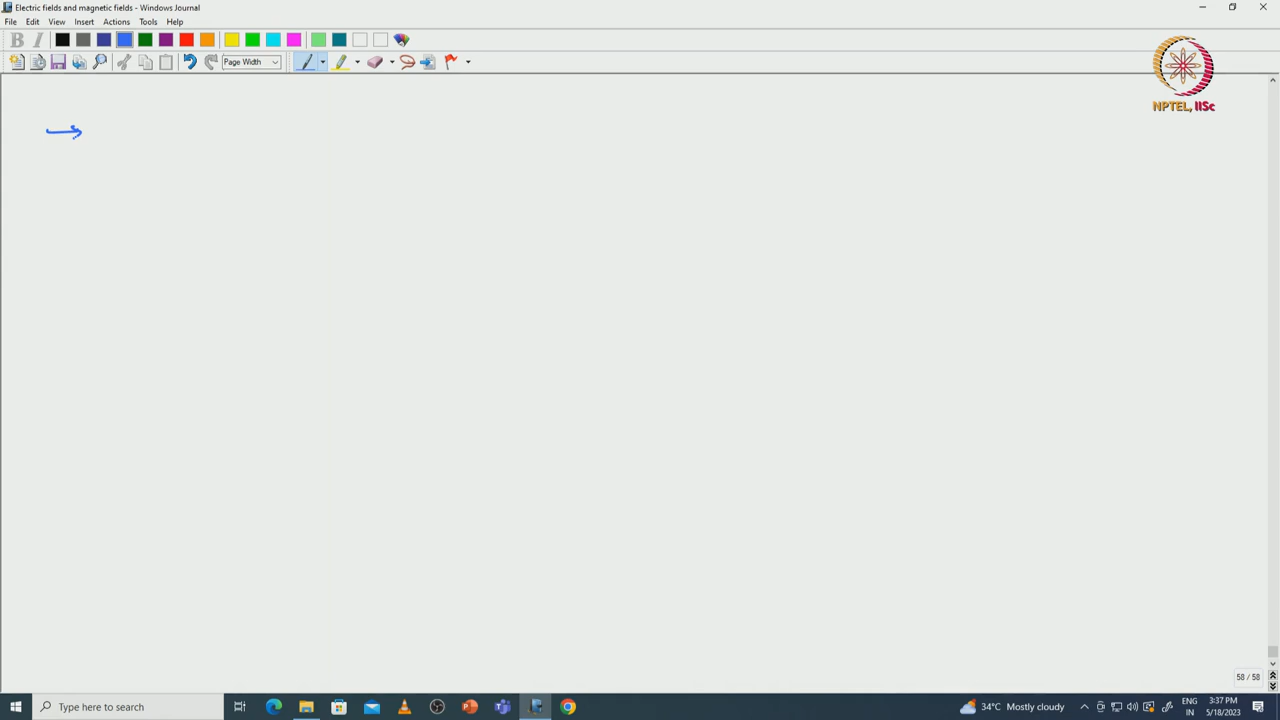 Electric fields and magnetic fields - Windows Journal
File Edit View Insert Actions Tools Help
B I
Page Width
NPTEL, IISc
58 / 58
Type here to search
34°C Mostly cloudy
ENG
IN
3:37 PM
5/18/2023